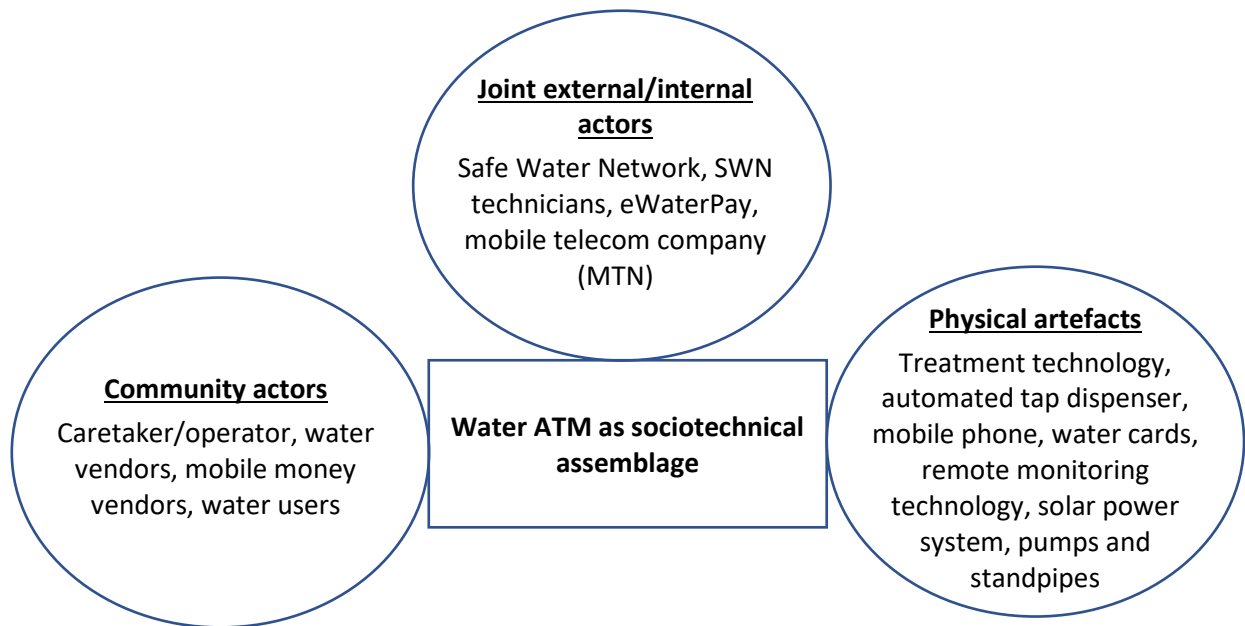 Joint external/internal
actors
Safe Water Network, SWN
technicians, eWaterPay,
mobile telecom company
(MTN)
Community actors
Caretaker/operator, water
vendors, mobile money
vendors, water users
Water ATM as sociotechnical
assemblage
Physical artefacts
Treatment technology,
automated tap dispenser,
mobile phone, water cards,
remote monitoring
technology, solar power
system, pumps and
standpipes